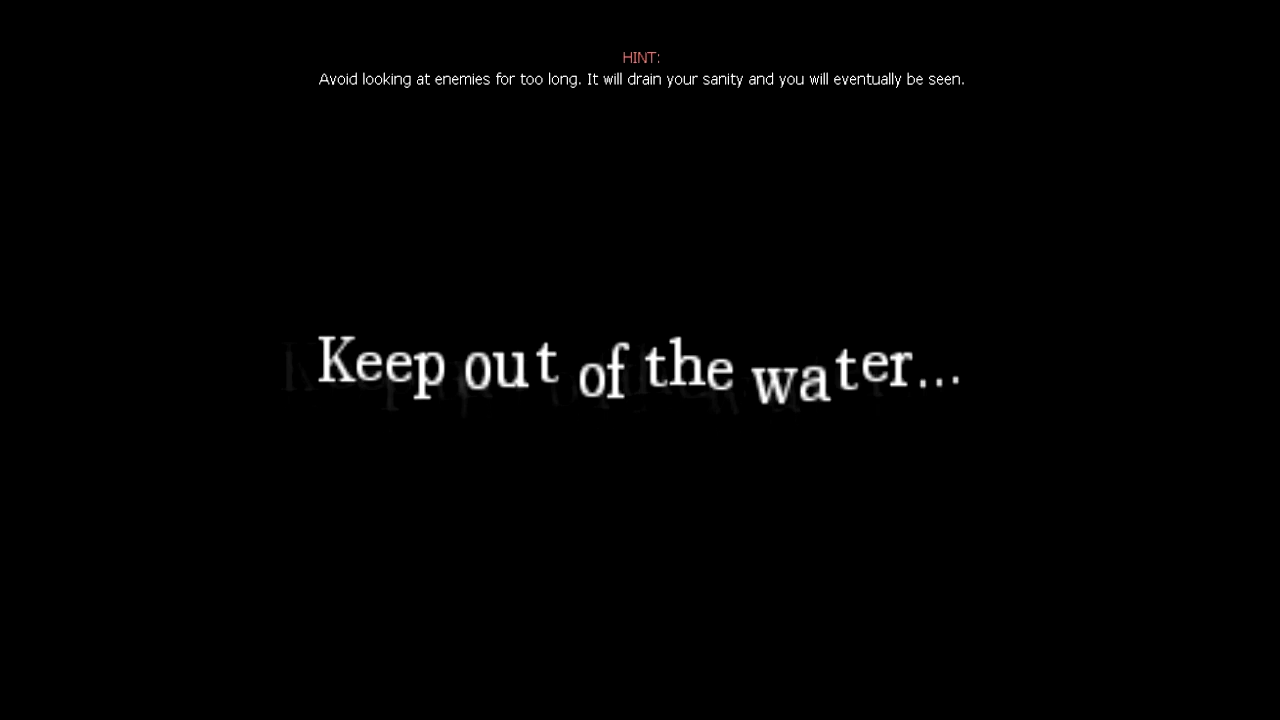 HINT:
Avoid looking at enemies for too long. It will drain your sanity and you will eventually be seen.
Keep out of the water...